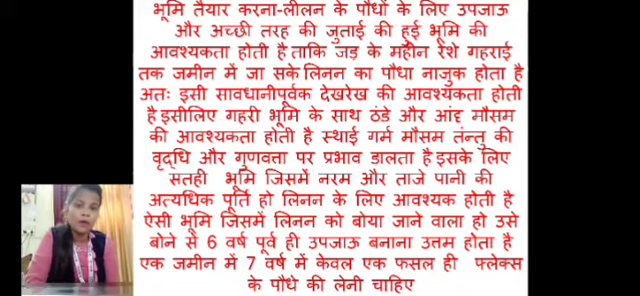 भूमि तैयार करना-लीलन के पौधों के लिए उपजाऊ
और अच्छी तरह की जुताई की हुई भूमि की
आवश्यकता होती है ताकि जड़ के महीन रेशे गहराई
तक जमीन में जा सके लिनन का पौधा नाजुक होता है
अतः इसी सावधानीपूर्वक देखरेख की आवश्यकता होती
है इसीलिए गहरी भूमि के साथ ठंडे और आंद्र मौसम
की आवश्यकता होती है स्थाई गर्म मौसम तंन्तु की
वृद्धि और गुणवत्ता पर प्रभाव डालता है इसके लिए
सतही भूमि जिसमें नरम और ताजे पानी की
अत्यधिक पूर्ति हो लिनन के लिए आवश्यक होती है
ऐसी भूमि जिसमें लिनन को बोया जाने वाला हो उसे
बोने से 6 वर्ष पूर्व ही उपजाऊ बनाना उत्तम होता है
एक जमीन में 7 वर्ष में केवल एक फसल ही फ्लेक्स
के पौधे की लेनी चाहिए